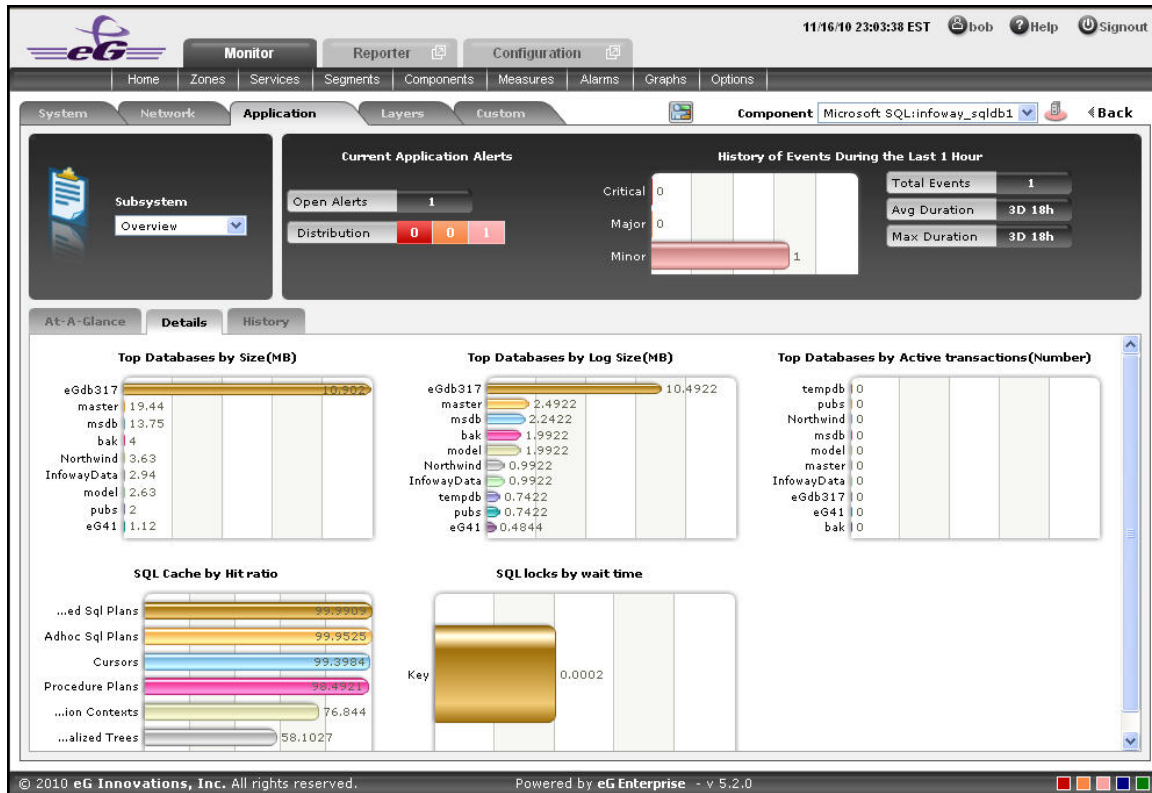 11/16/10 23:03:38 EST bob Help Signout
eG
Monitor Reporter Configuration
Home Zones Services Segments Components Measures Alarms Graphs Options
System Network Application Layers Custom Component Microsoft SQL:infoway_sqldb1 Back
Current Application Alerts
History of Events During the Last 1 Hour
Subsystem
Overview
Open Alerts 1
Distribution 0 0 1
Critical 0
Major 0
Minor 1
Total Events 1
Avg Duration 3D 18h
Max Duration 3D 18h
At-A-Glance Details History
Top Databases by Size(MB)
eGdb317 10,902
master 19.44
msdb 13.75
bak 4
Northwind 3.63
InfowayData 2.94
model 2.63
pubs 2
eG41 1.12
Top Databases by Log Size(MB)
eGdb317 10.4922
master 2.4922
msdb 2.2422
bak 1.9922
model 1.9922
Northwind 0.9922
InfowayData 0.9922
tempdb 0.7422
pubs 0.7422
eG41 0.4844
Top Databases by Active transactions(Number)
tempdb 0
pubs 0
Northwind 0
msdb 0
model 0
master 0
InfowayData 0
eGdb317 0
eG41 0
bak 0
SQL Cache by Hit ratio
...ed Sql Plans 99.9909
Adhoc Sql Plans 99.9525
Cursors 99.3984
Procedure Plans 98.4921
...ion Contexts 76.844
...alized Trees 58.1027
SQL locks by wait time
Key 0.0002
© 2010 eG Innovations, Inc. All rights reserved. Powered by eG Enterprise - v 5.2.0